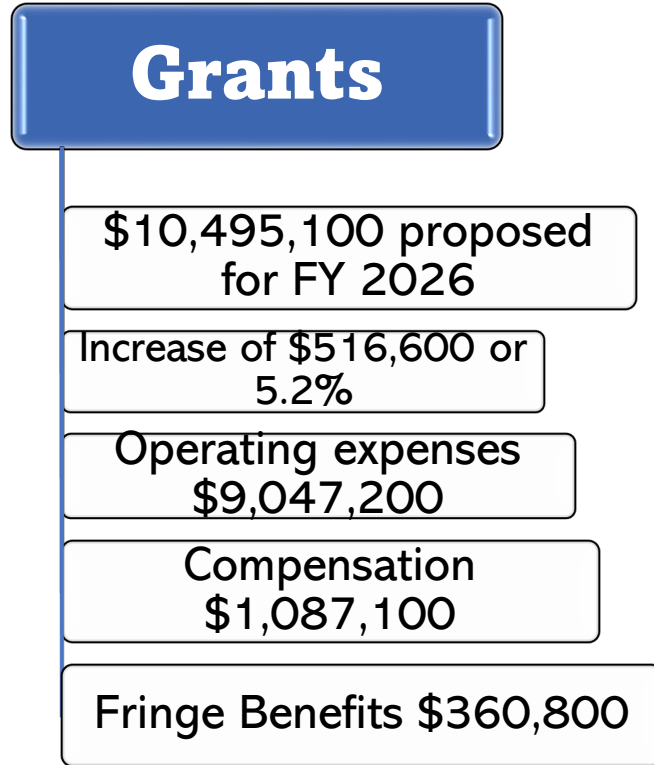 Grants
$10,495,100 proposed
for FY 2026
Increase of $516,600 or
5.2%
Operating expenses
$9,047,200
Compensation
$1,087,100
Fringe Benefits $360,800